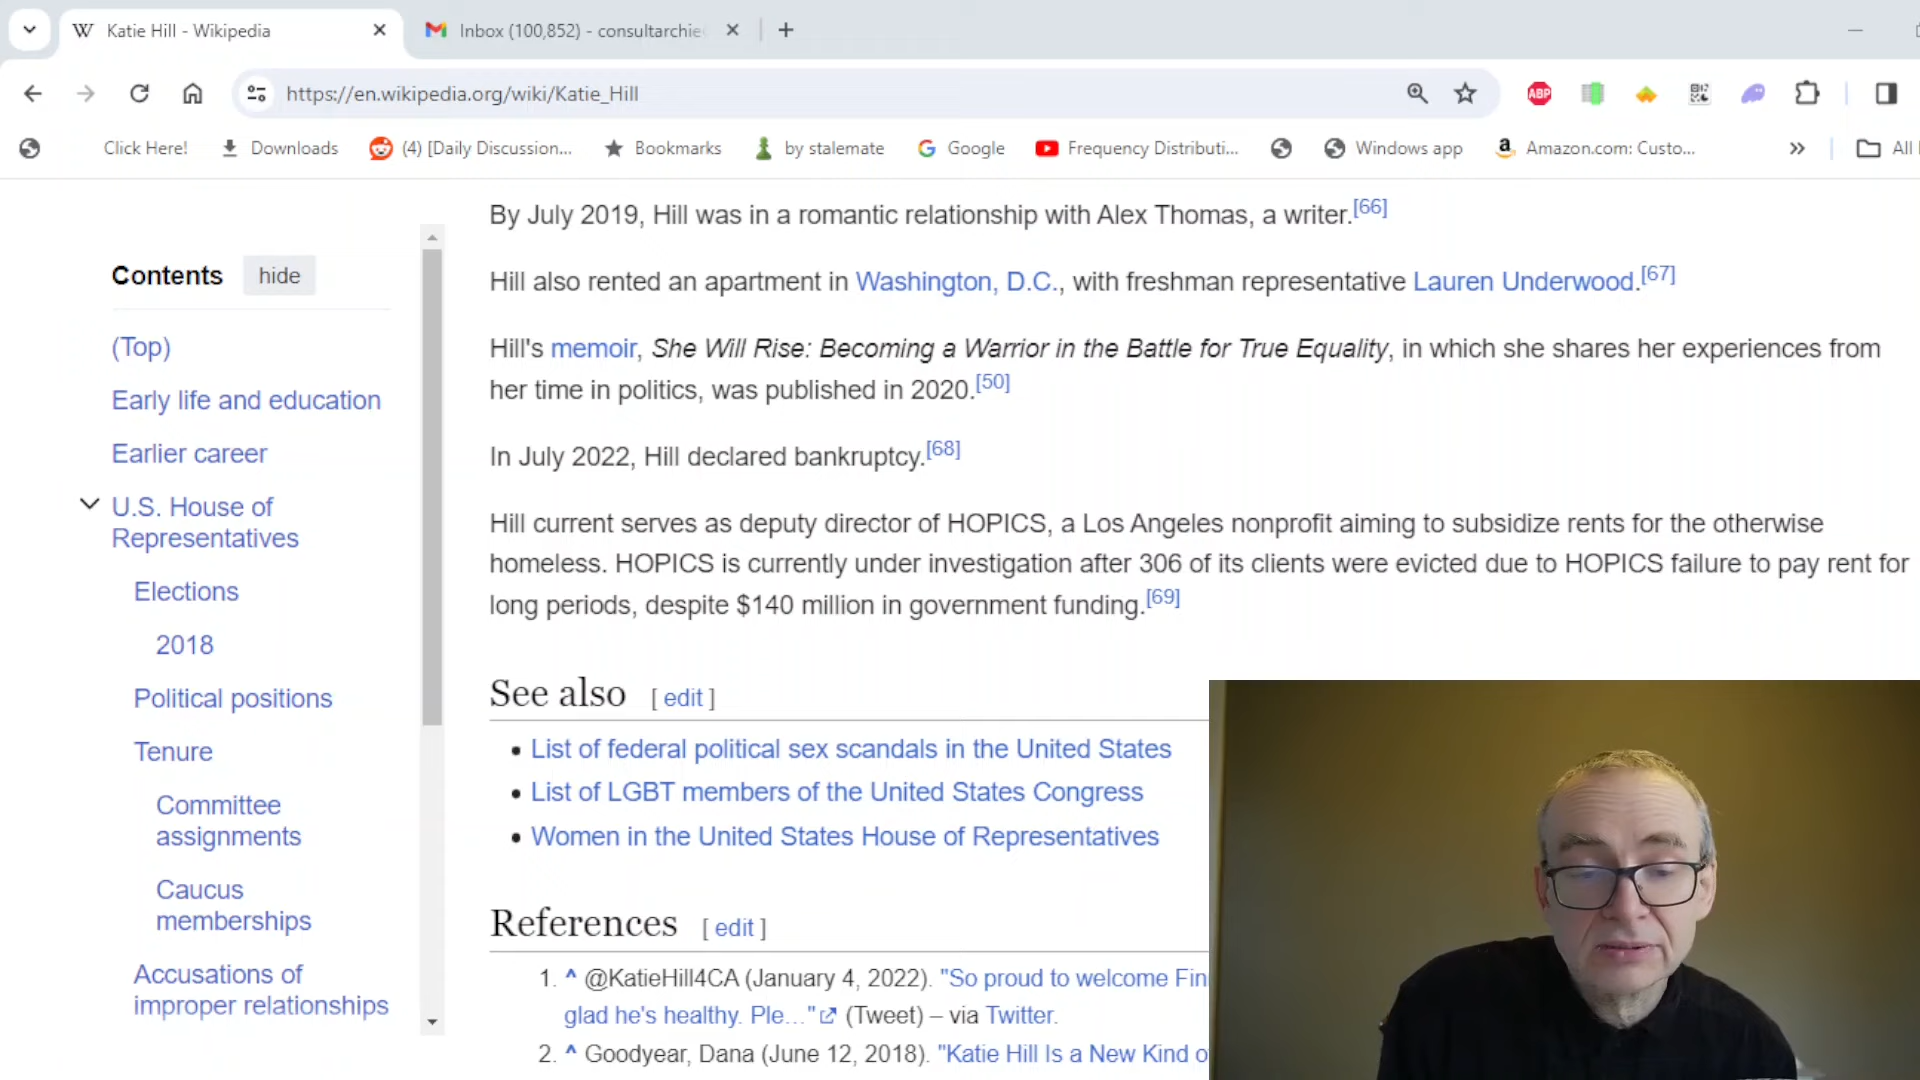 Katie Hill - Wikipedia
Inbox (100,852) - consultarchie
https://en.wikipedia.org/wiki/Katie_Hill
ABP
Click Here!
Downloads
(4) [Daily Discussion...
Bookmarks
by stalemate
Google
Frequency Distributi...
Windows app
Amazon.com: Custo...
All
By July 2019, Hill was in a romantic relationship with Alex Thomas, a writer.[66]
Hill also rented an apartment in Washington, D.C., with freshman representative Lauren Underwood.[67]
Hill's memoir, She Will Rise: Becoming a Warrior in the Battle for True Equality, in which she shares her experiences from
her time in politics, was published in 2020.[50]
In July 2022, Hill declared bankruptcy.[68]
Hill current serves as deputy director of HOPICS, a Los Angeles nonprofit aiming to subsidize rents for the otherwise
homeless. HOPICS is currently under investigation after 306 of its clients were evicted due to HOPICS failure to pay rent for
long periods, despite $140 million in government funding.[69]
See also [ edit ]
• List of federal political sex scandals in the United States
• List of LGBT members of the United States Congress
• Women in the United States House of Representatives
References [ edit ]
1. ^ @KatieHill4CA (January 4, 2022). "So proud to welcome Fin
glad he's healthy. Ple..." (Tweet) – via Twitter.
2. ^ Goodyear, Dana (June 12, 2018). "Katie Hill Is a New Kind o
Contents hide
(Top)
Early life and education
Earlier career
U.S. House of
Representatives
Elections
2018
Political positions
Tenure
Committee
assignments
Caucus
memberships
Accusations of
improper relationships